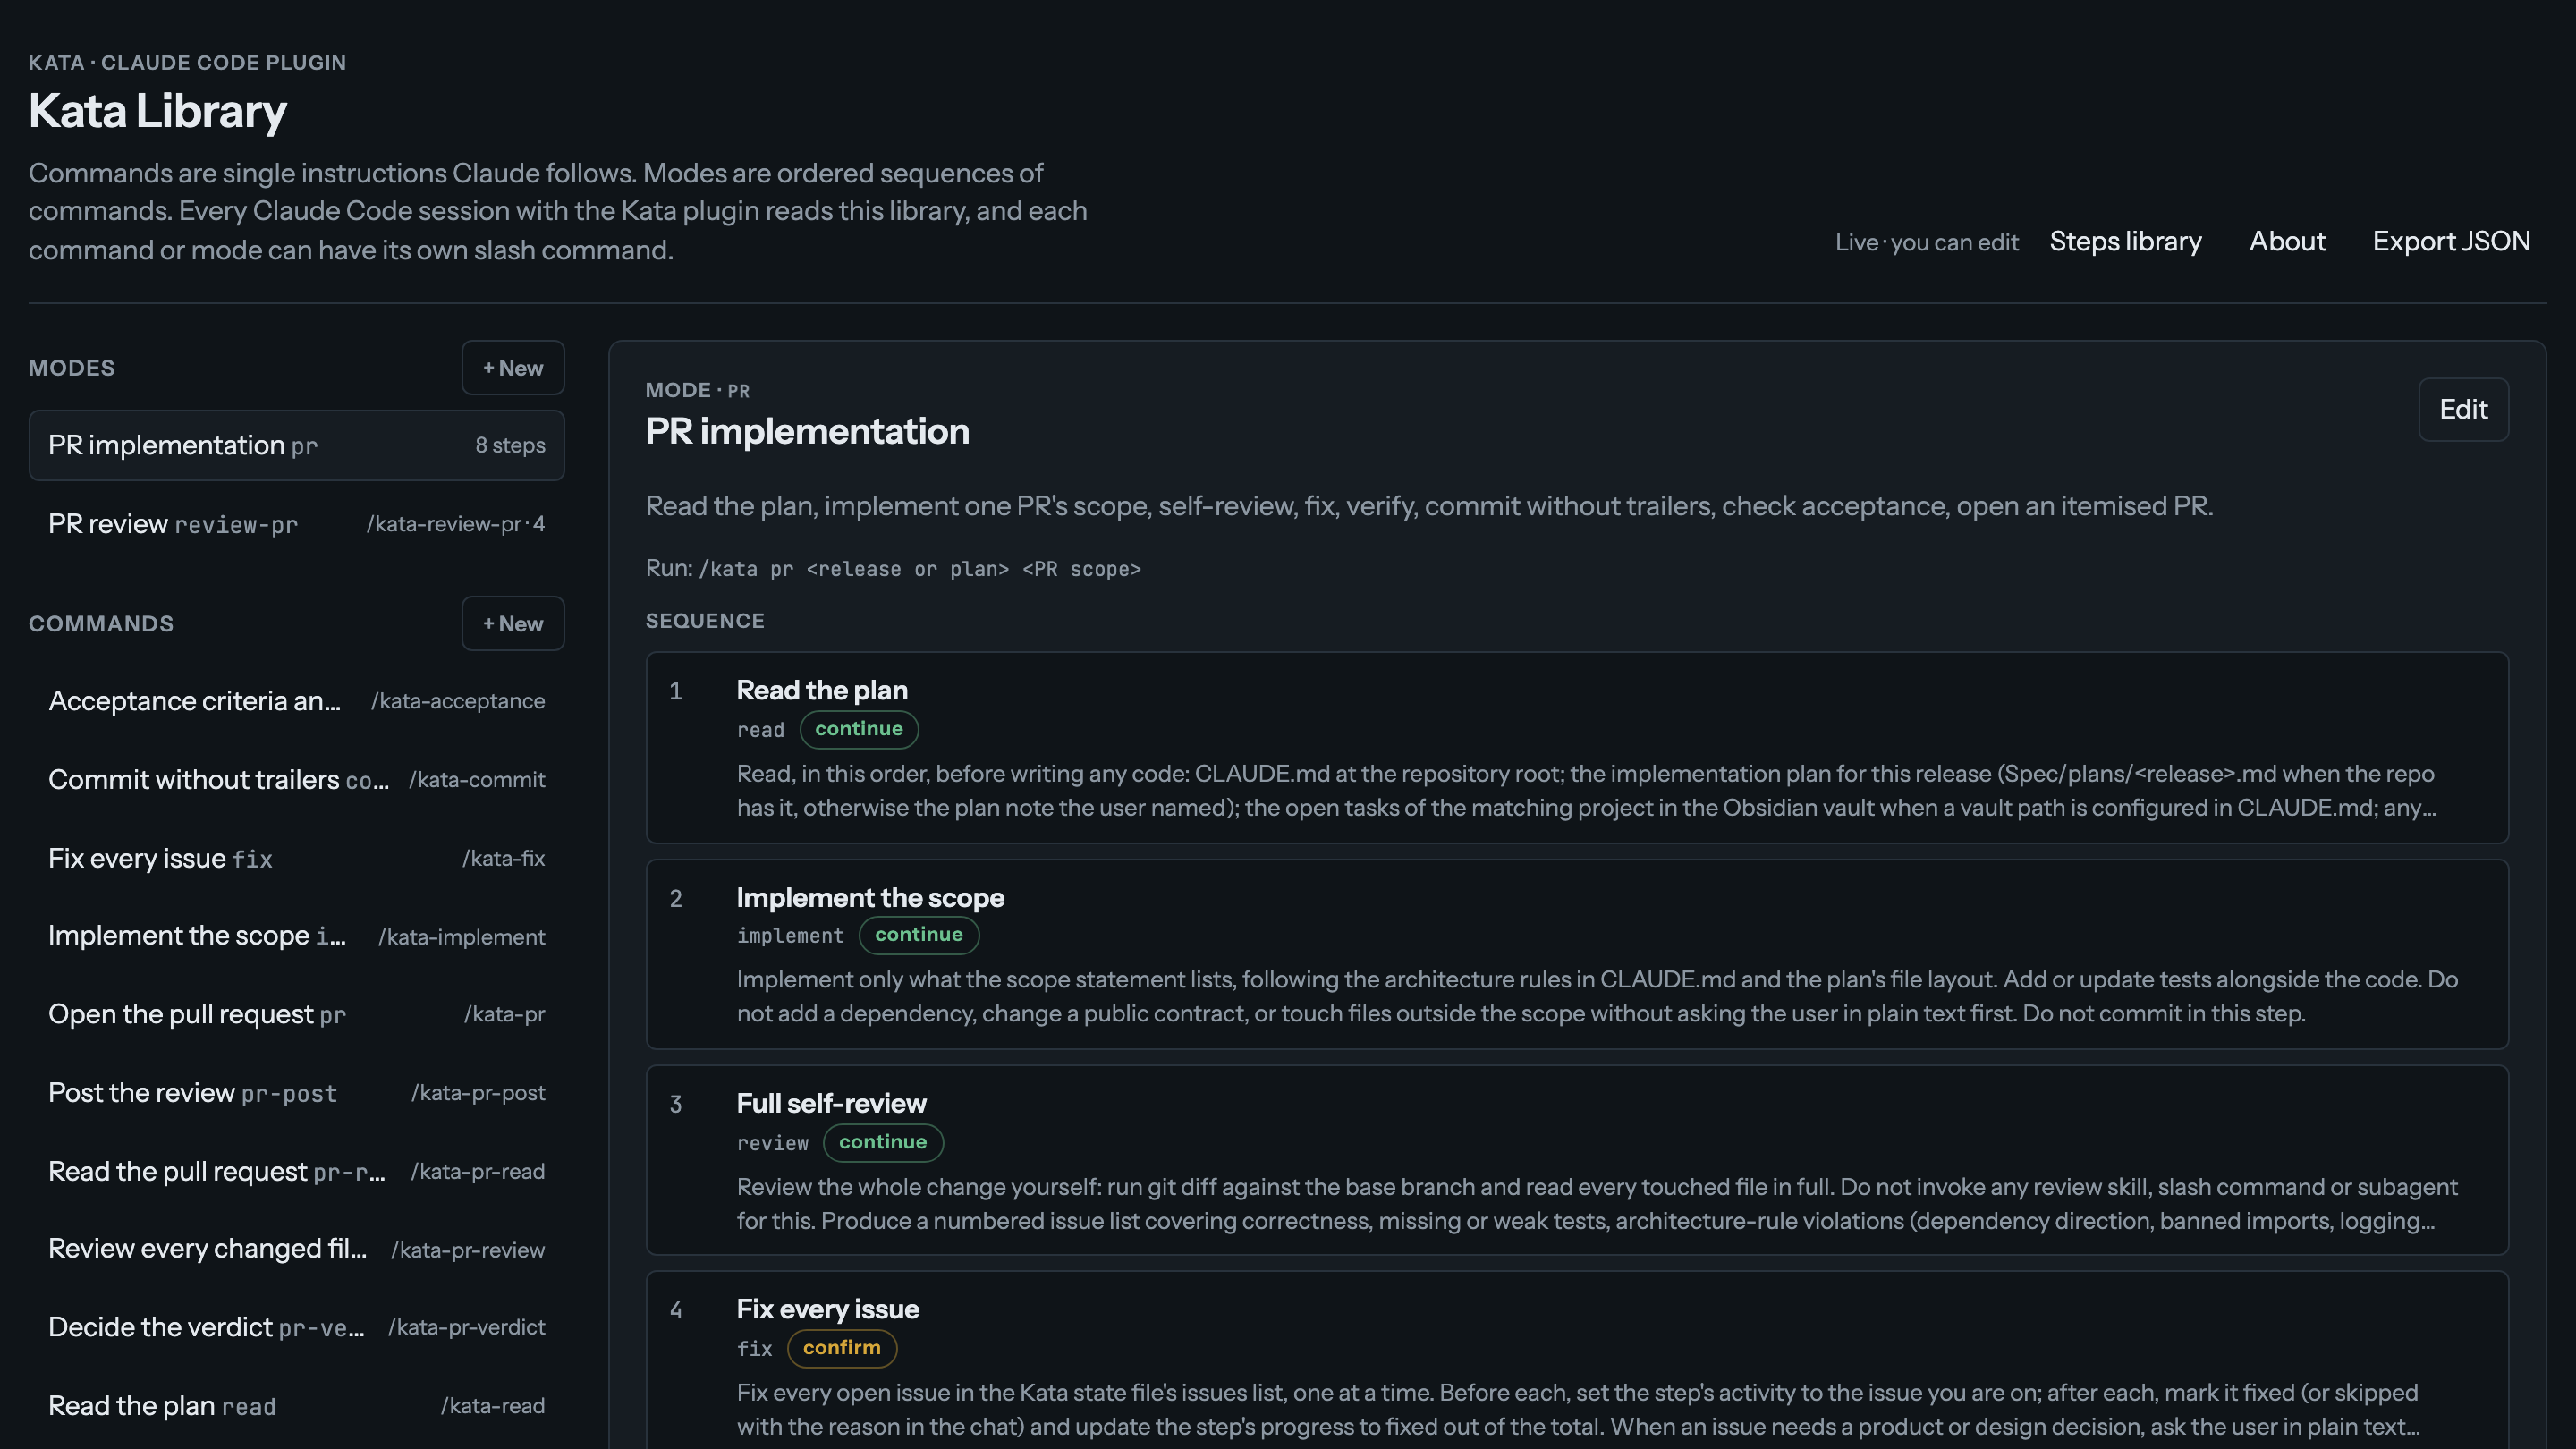 KATA · CLAUDE CODE PLUGIN
Kata Library
Commands are single instructions Claude follows. Modes are ordered sequences of
commands. Every Claude Code session with the Kata plugin reads this library, and each
command or mode can have its own slash command.
Live · you can edit Steps library About Export JSON
MODES + New
PR implementation pr 8 steps
PR review review-pr /kata-review-pr · 4
COMMANDS + New
Acceptance criteria an... /kata-acceptance
Commit without trailers co... /kata-commit
Fix every issue fix /kata-fix
Implement the scope i... /kata-implement
Open the pull request pr /kata-pr
Post the review pr-post /kata-pr-post
Read the pull request pr-r... /kata-pr-read
Review every changed fil... /kata-pr-review
Decide the verdict pr-ve... /kata-pr-verdict
Read the plan read /kata-read
MODE · PR
PR implementation
Edit
Read the plan, implement one PR's scope, self-review, fix, verify, commit without trailers, check acceptance, open an itemised PR.
Run: /kata pr <release or plan> <PR scope>
SEQUENCE
1 Read the plan
read continue
Read, in this order, before writing any code: CLAUDE.md at the repository root; the implementation plan for this release (Spec/plans/<release>.md when the repo
has it, otherwise the plan note the user named); the open tasks of the matching project in the Obsidian vault when a vault path is configured in CLAUDE.md; any...
2 Implement the scope
implement continue
Implement only what the scope statement lists, following the architecture rules in CLAUDE.md and the plan's file layout. Add or update tests alongside the code. Do
not add a dependency, change a public contract, or touch files outside the scope without asking the user in plain text first. Do not commit in this step.
3 Full self-review
review continue
Review the whole change yourself: run git diff against the base branch and read every touched file in full. Do not invoke any review skill, slash command or subagent
for this. Produce a numbered issue list covering correctness, missing or weak tests, architecture-rule violations (dependency direction, banned imports, logging...
4 Fix every issue
fix confirm
Fix every open issue in the Kata state file's issues list, one at a time. Before each, set the step's activity to the issue you are on; after each, mark it fixed (or skipped
with the reason in the chat) and update the step's progress to fixed out of the total. When an issue needs a product or design decision, ask the user in plain text...